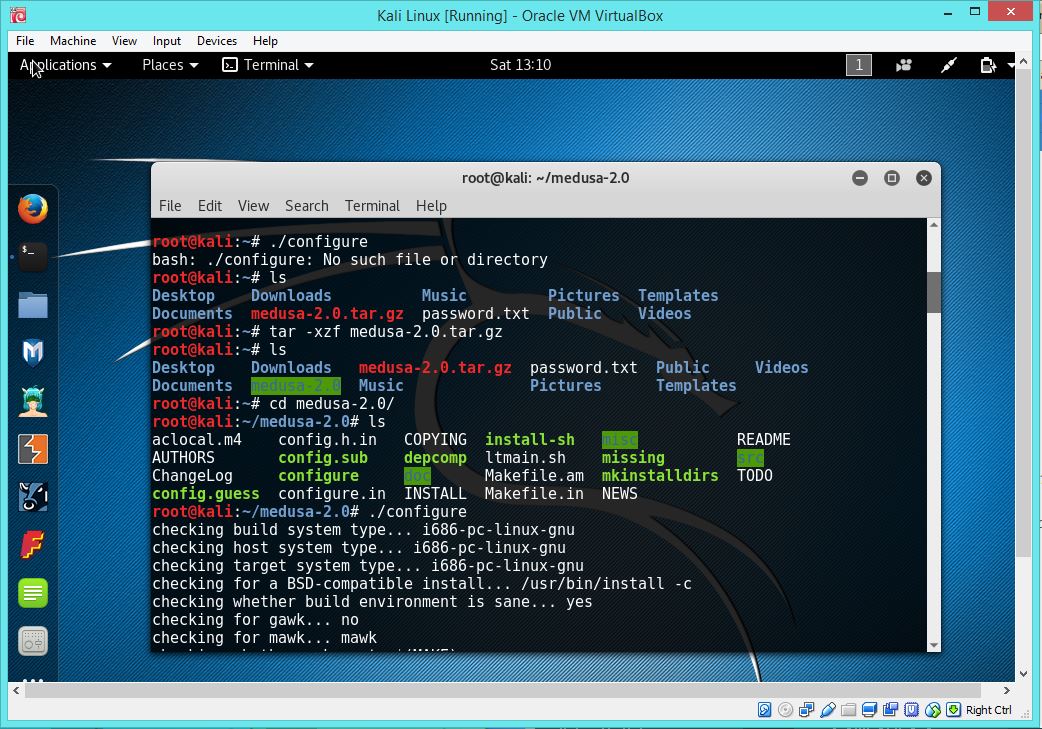 Kali Linux [Running] - Oracle VM VirtualBox
File Machine View Input Devices Help
Applications Places Terminal Sat 13:10 1
root@kali: ~/medusa-2.0
File Edit View Search Terminal Help
root@kali:~# ./configure
bash: ./configure: No such file or directory
root@kali:~# ls
Desktop Downloads Music Pictures Templates
Documents medusa-2.0.tar.gz password.txt Public Videos
root@kali:~# tar -xzf medusa-2.0.tar.gz
root@kali:~# ls
Desktop Downloads medusa-2.0.tar.gz password.txt Public Videos
Documents medusa-2.0 Music Pictures Templates
root@kali:~# cd medusa-2.0/
root@kali:~/medusa-2.0# ls
aclocal.m4 config.h.in COPYING install-sh misc README
AUTHORS config.sub depcomp ltmain.sh missing src
ChangeLog configure doc Makefile.am mkinstalldirs TODO
config.guess configure.in INSTALL Makefile.in NEWS
root@kali:~/medusa-2.0# ./configure
checking build system type... i686-pc-linux-gnu
checking host system type... i686-pc-linux-gnu
checking target system type... i686-pc-linux-gnu
checking for a BSD-compatible install... /usr/bin/install -c
checking whether build environment is sane... yes
checking for gawk... no
checking for mawk... mawk
Right Ctrl